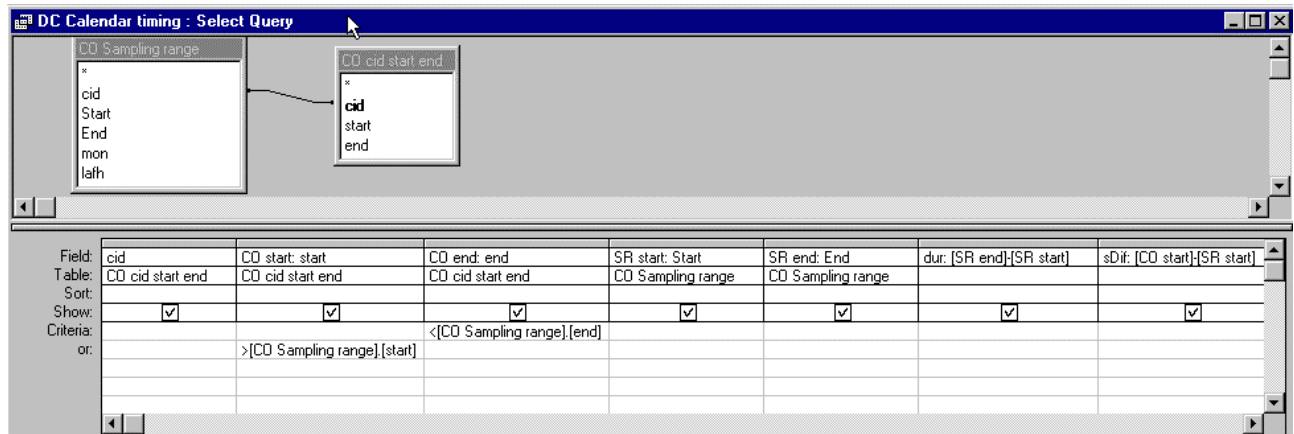 DC Calendar timing : Select Query
CO Sampling range
*
cid
Start
End
mon
lafh
CO cid start end
*
cid
start
end
Field: cid CO start: start CO end: end SR start: Start SR end: End dur: [SR end]-[SR start] sDif: [CO start]-[SR start]
Table: CO cid start end CO cid start end CO cid start end CO Sampling range CO Sampling range
Sort:
Show:
Criteria: <[CO Sampling range].[end]
or: >[CO Sampling range].[start]